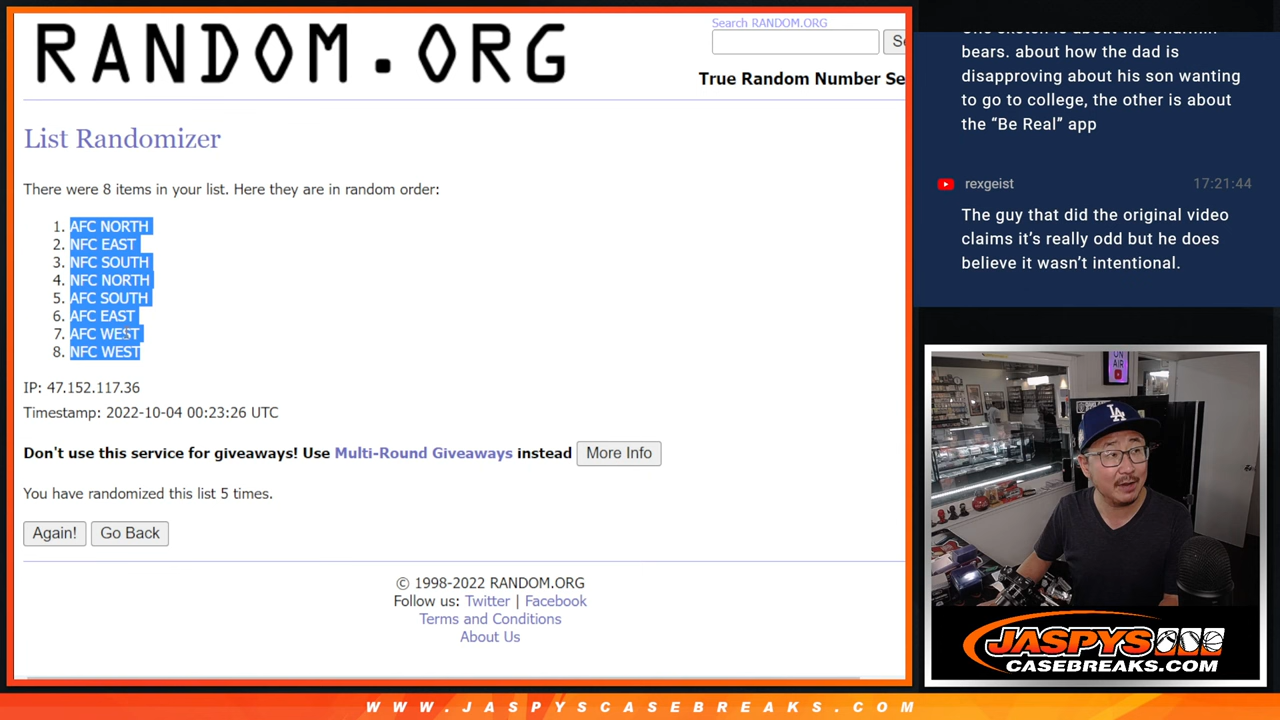 RANDOM.ORG
Search RANDOM.ORG
True Random Number Se
List Randomizer
There were 8 items in your list. Here they are in random order:
1. AFC NORTH
2. NFC EAST
3. NFC SOUTH
4. NFC NORTH
5. AFC SOUTH
6. AFC EAST
7. AFC WEST
8. NFC WEST
IP: 47.152.117.36
Timestamp: 2022-10-04 00:23:26 UTC
Don't use this service for giveaways! Use Multi-Round Giveaways instead More Info
You have randomized this list 5 times.
Again! Go Back
© 1998-2022 RANDOM.ORG
Follow us: Twitter | Facebook
Terms and Conditions
About Us
bears. about how the dad is
disapproving about his son wanting
to go to college, the other is about
the “Be Real” app
rexgeist 17:21:44
The guy that did the original video
claims it’s really odd but he does
believe it wasn’t intentional.
ON
AIR
LA
JASPYS
CASEBREAKS.COM
WWW.JASPYSCASEBREAKS.COM